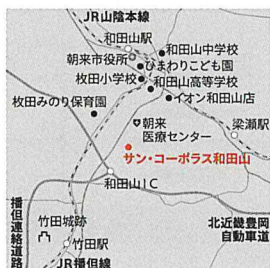 JR山陰本線
和田山駅
和田山中学校
朝来市役所
ひまわりこども園
枚田小学校
和田山高等学校
枚田みのり保育園
イオン和田山店
朝来
医療センター
梁瀬駅
サン・コーポラス和田山
和田山IC
播但連絡道路
竹田城跡
北近畿豊岡
自動車道
竹田駅
JR播但線